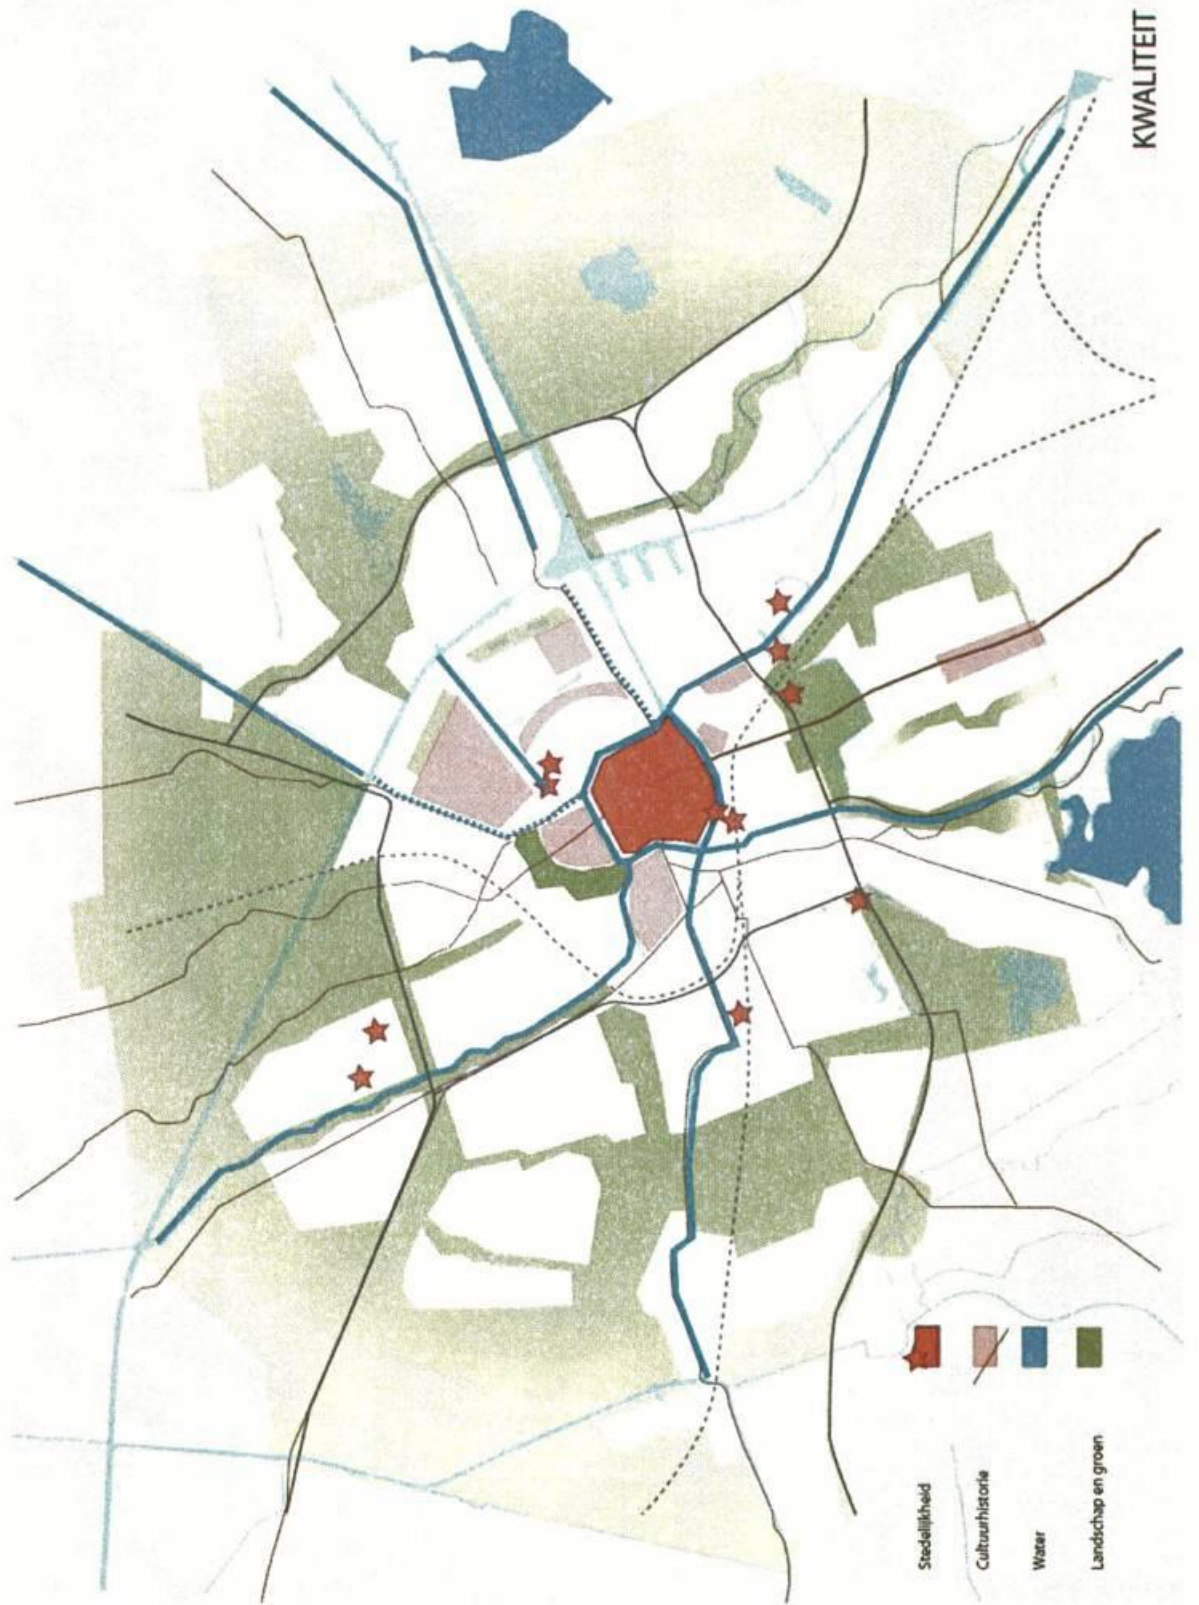 KWALITEIT
Stedelijkheid
Cultuurhistorie
Water
Landschap en groen